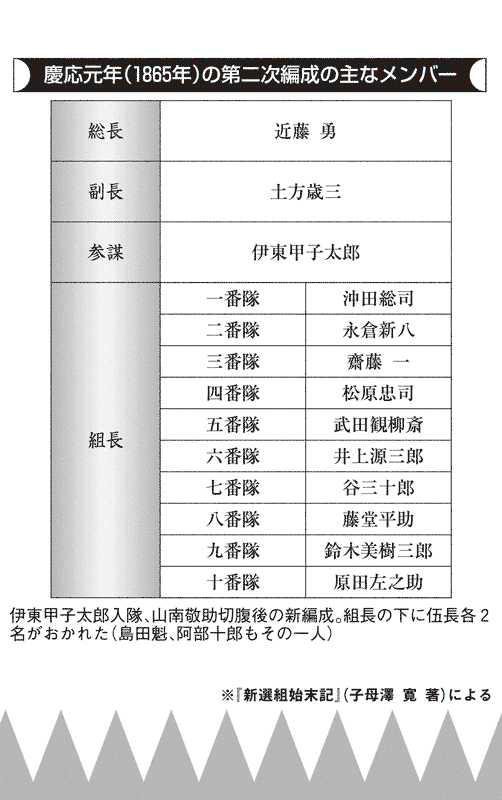 慶応元年(1865年)の第二次編成の主なメンバー
総長 近藤 勇
副長 土方歳三
参謀 伊東甲子太郎
組長
一番隊 沖田総司
二番隊 永倉新八
三番隊 齋藤 一
四番隊 松原忠司
五番隊 武田観柳斎
六番隊 井上源三郎
七番隊 谷三十郎
八番隊 藤堂平助
九番隊 鈴木美樹三郎
十番隊 原田左之助
伊東甲子太郎入隊、山南敬助切腹後の新編成。組長の下に伍長各2
名がおかれた(島田魁、阿部十郎もその一人)
※『新選組始末記』(子母澤 寛 著)による